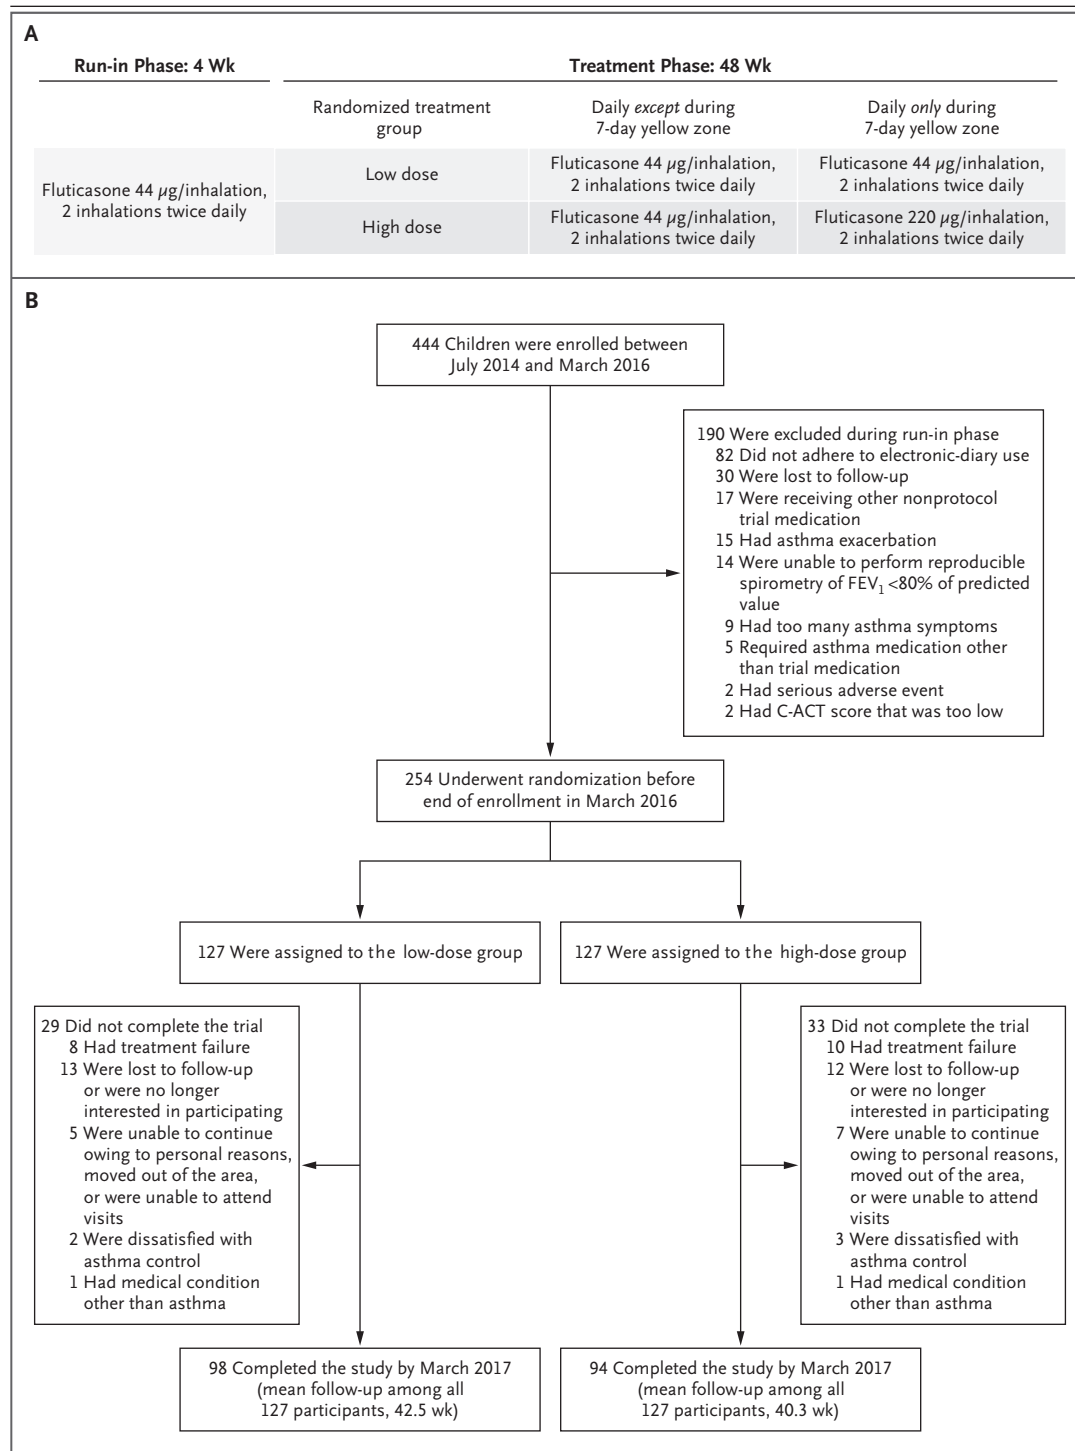 A
Run-in Phase: 4 Wk
Treatment Phase: 48 Wk
Randomized treatment
group
Daily except during
7-day yellow zone
Daily only during
7-day yellow zone
Fluticasone 44 µg/inhalation,
2 inhalations twice daily
Low dose
Fluticasone 44 µg/inhalation,
2 inhalations twice daily
Fluticasone 44 µg/inhalation,
2 inhalations twice daily
High dose
Fluticasone 44 µg/inhalation,
2 inhalations twice daily
Fluticasone 220 µg/inhalation,
2 inhalations twice daily
B
444 Children were enrolled between
July 2014 and March 2016
190 Were excluded during run-in phase
82 Did not adhere to electronic-diary use
30 Were lost to follow-up
17 Were receiving other nonprotocol
trial medication
15 Had asthma exacerbation
14 Were unable to perform reproducible
spirometry of FEV1 <80% of predicted
value
9 Had too many asthma symptoms
5 Required asthma medication other
than trial medication
2 Had serious adverse event
2 Had C-ACT score that was too low
254 Underwent randomization before
end of enrollment in March 2016
127 Were assigned to the low-dose group
127 Were assigned to the high-dose group
29 Did not complete the trial
8 Had treatment failure
13 Were lost to follow-up
or were no longer
interested in participating
5 Were unable to continue
owing to personal reasons,
moved out of the area,
or were unable to attend
visits
2 Were dissatisfied with
asthma control
1 Had medical condition
other than asthma
33 Did not complete the trial
10 Had treatment failure
12 Were lost to follow-up
or were no longer
interested in participating
7 Were unable to continue
owing to personal reasons,
moved out of the area,
or were unable to attend
visits
3 Were dissatisfied with
asthma control
1 Had medical condition
other than asthma
98 Completed the study by March 2017
(mean follow-up among all
127 participants, 42.5 wk)
94 Completed the study by March 2017
(mean follow-up among all
127 participants, 40.3 wk)